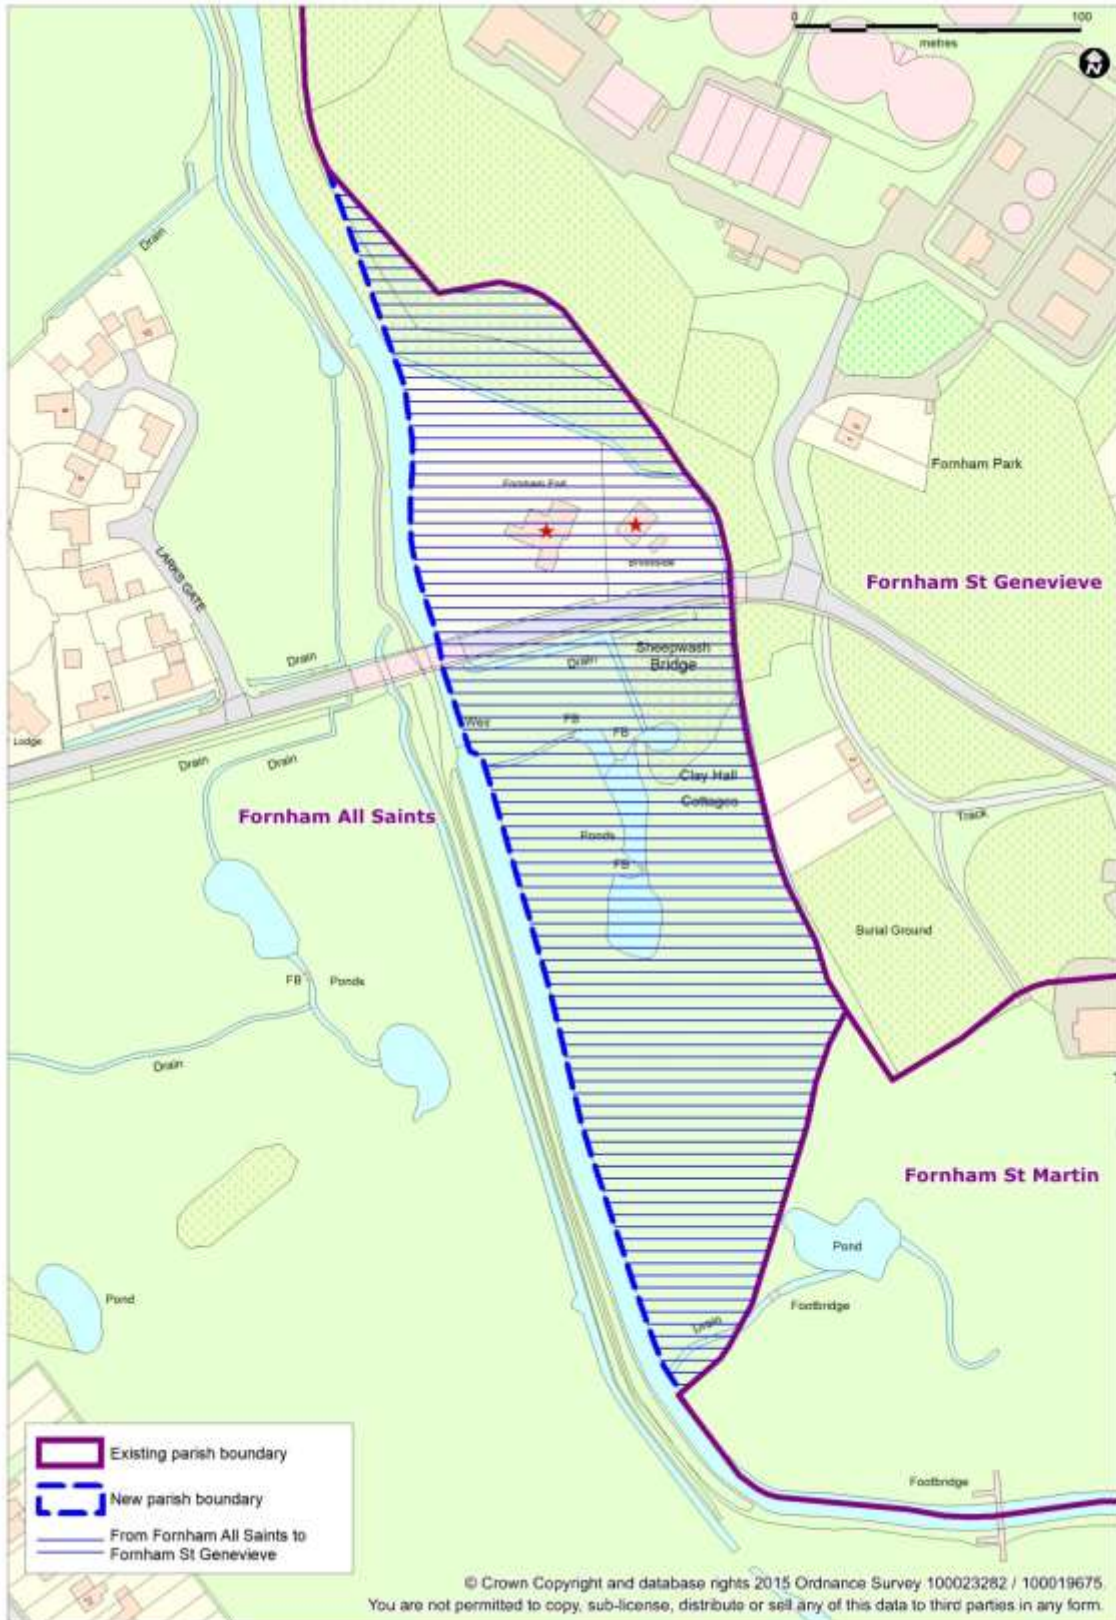 0 100
metres
N
Drain
Fornham Park
Brookside
Fornham Park
LARKS GATE
Fornham St Genevieve
Drain
Drain
Sheepwash
Bridge
Lodge
Weir
FB
FB
Drain
Drain
Clay Hall
Cottages
Fornham All Saints
Track
Ponds
FB
Burial Ground
FB
Ponds
Drain
Fornham St Martin
Pond
Pond
Footbridge
Drain
Existing parish boundary
New parish boundary
From Fornham All Saints to
Fornham St Genevieve
Footbridge
© Crown Copyright and database rights 2015 Ordnance Survey 100023282 / 100019675.
You are not permitted to copy, sub-license, distribute or sell any of this data to third parties in any form.